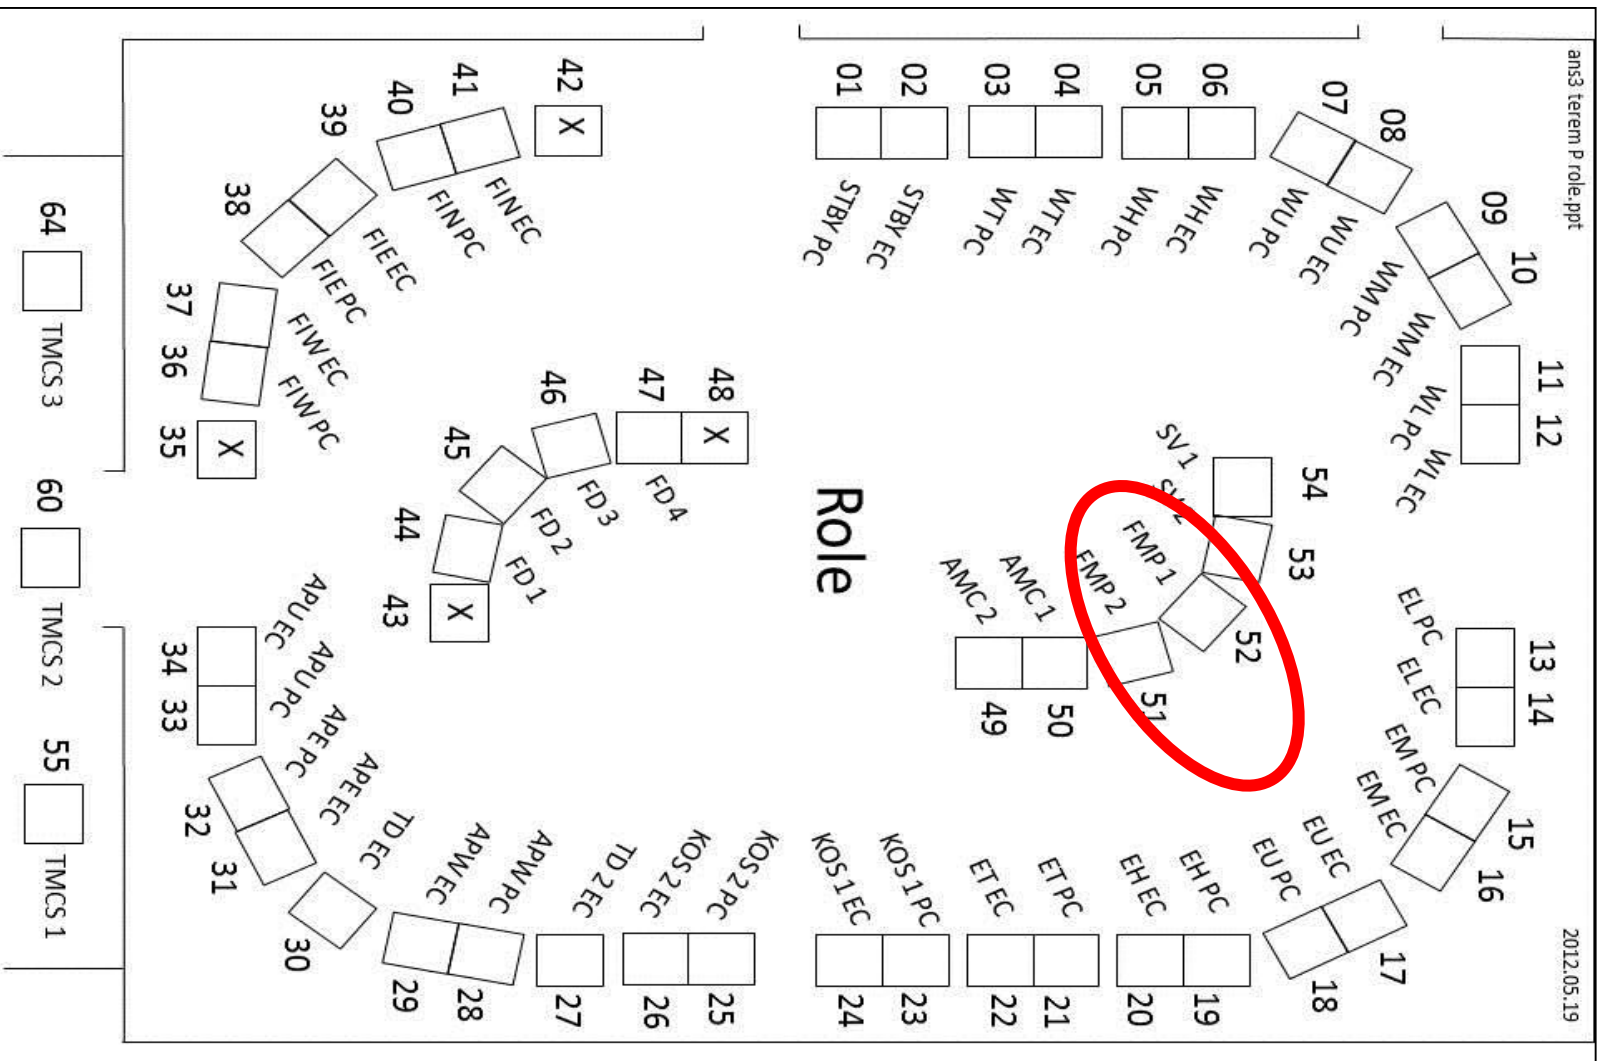 ans3 terem P role.ppt
2012.05.19
Role
01 STBY PC
02 STBY EC
03 WT PC
04 WT EC
05 WH PC
06 WH EC
07 WU PC
08 WU EC
09 WM PC
10 WM EC
11 WL PC
12 WL EC
13 EL PC
14 EL EC
15 EM PC
16 EM EC
17 EU EC
18 EU PC
19 EH PC
20 EH EC
21 ET PC
22 ET EC
23 KOS 1 PC
24 KOS 1 EC
25 KOS 2 PC
26 KOS 2 EC
27 TD 2 EC
28 APW PC
29 APW EC
30 TD EC
31 APE EC
32 APE PC
33 APU PC
34 APU EC
35 X
36 FIW PC
37 FIW EC
38 FIE PC
39 FIE EC
40 FIN PC
41 FIN EC
42 X
43 X
44 FD 1
45 FD 2
46 FD 3
47 FD 4
48 X
49 AMC 2
50 AMC 1
51 FMP 2
52 FMP 1
53 SV 2
54 SV 1
55 TMCS 1
60 TMCS 2
64 TMCS 3